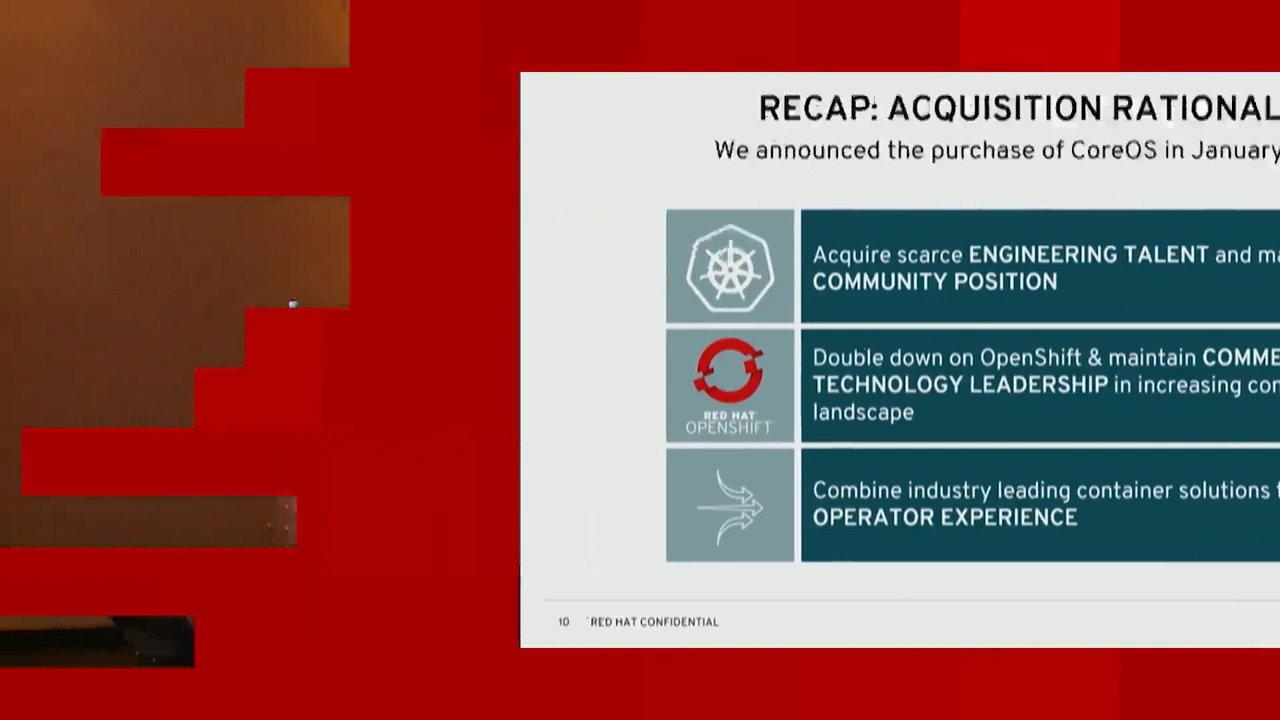 RECAP: ACQUISITION RATIONAL
We announced the purchase of CoreOS in January
Acquire scarce ENGINEERING TALENT and ma
COMMUNITY POSITION
Double down on OpenShift & maintain COMME
TECHNOLOGY LEADERSHIP in increasing con
landscape
RED HAT
OPENSHIFT
Combine industry leading container solutions t
OPERATOR EXPERIENCE
10 RED HAT CONFIDENTIAL